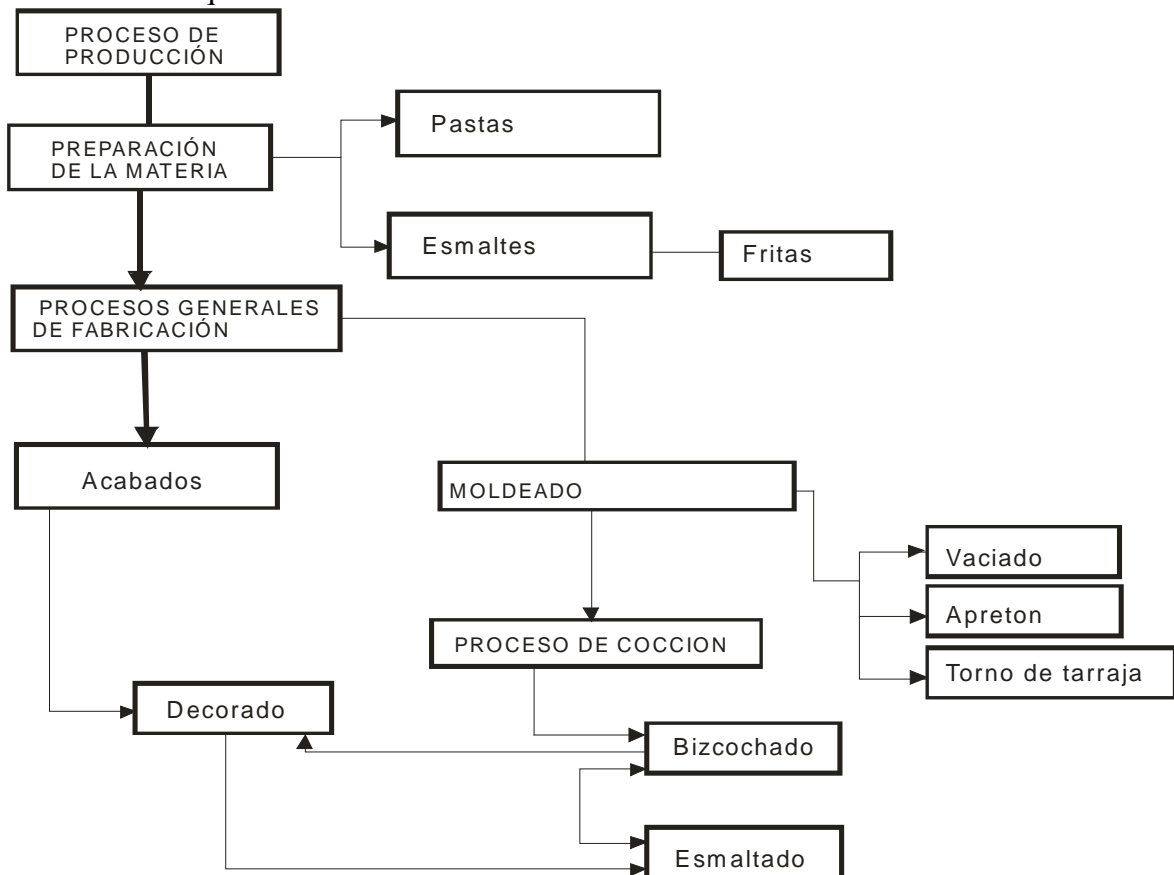 PROCESO DE
PRODUCCIÓN
PREPARACIÓN
DE LA MATERIA
Pastas
Esmaltes
Fritas
PROCESOS GENERALES
DE FABRICACIÓN
Acabados
MOLDEADO
Vaciado
Apreton
Torno de tarraja
PROCESO DE COCCION
Decorado
Bizcochado
Esmaltado